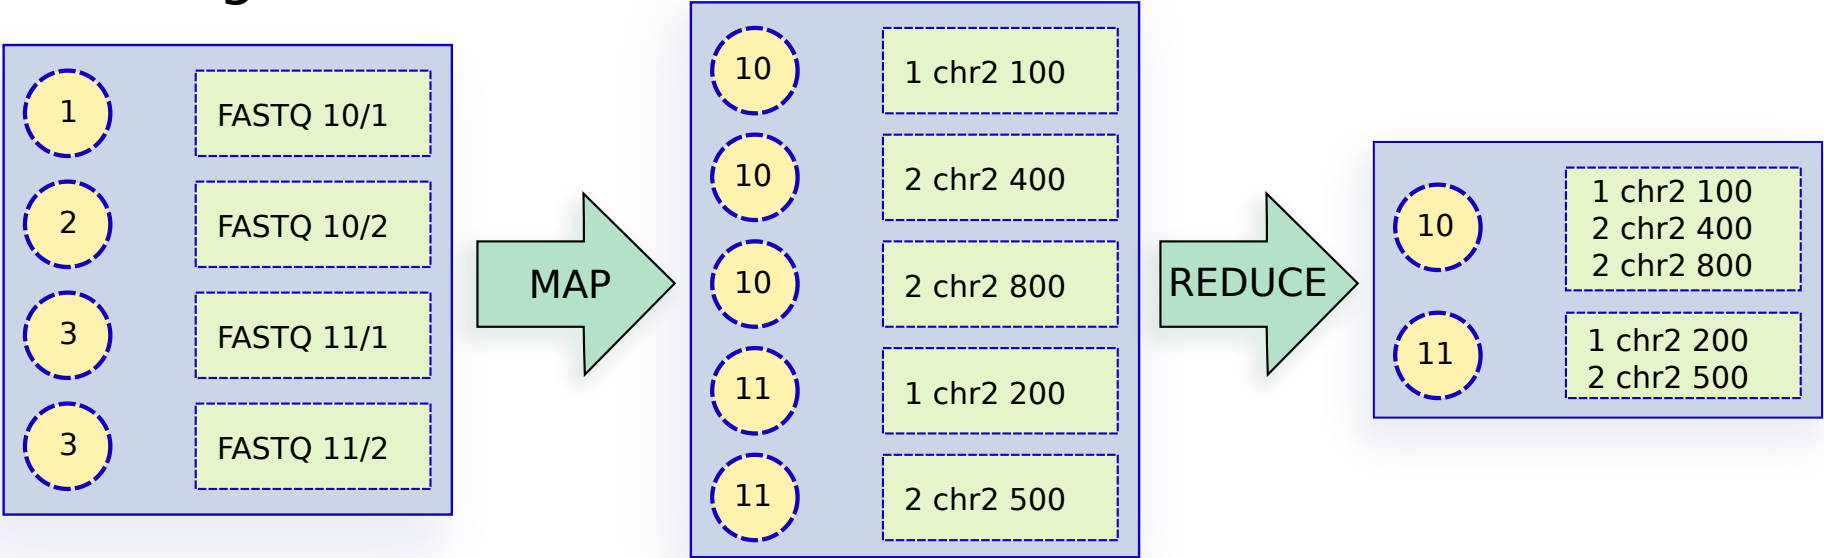 1
FASTQ 10/1
2
FASTQ 10/2
3
FASTQ 11/1
3
FASTQ 11/2
MAP
10
1 chr2 100
10
2 chr2 400
10
2 chr2 800
11
1 chr2 200
11
2 chr2 500
REDUCE
10
1 chr2 100
2 chr2 400
2 chr2 800
11
1 chr2 200
2 chr2 500